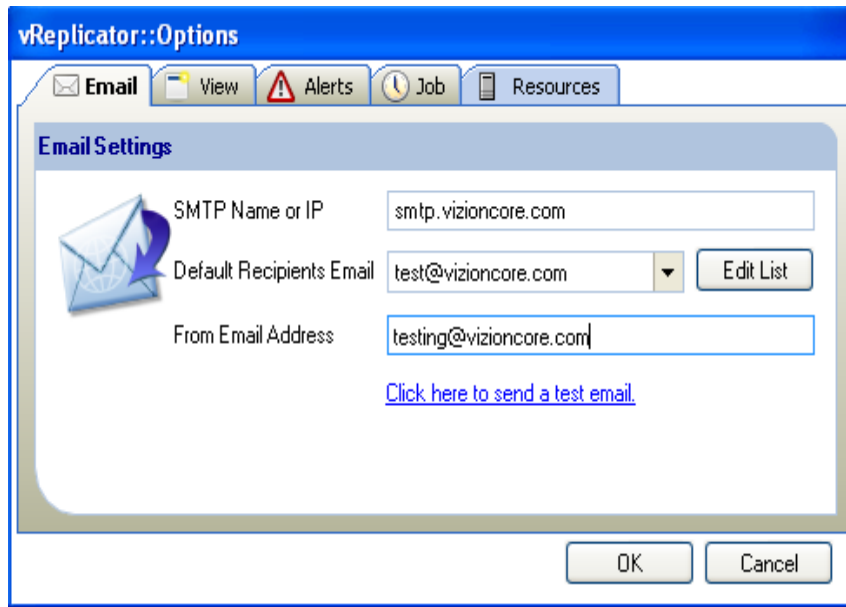 vReplicator::Options
Email View Alerts Job Resources
Email Settings
SMTP Name or IP smtp.vizioncore.com
Default Recipients Email test@vizioncore.com Edit List
From Email Address testing@vizioncore.com
Click here to send a test email.
OK Cancel